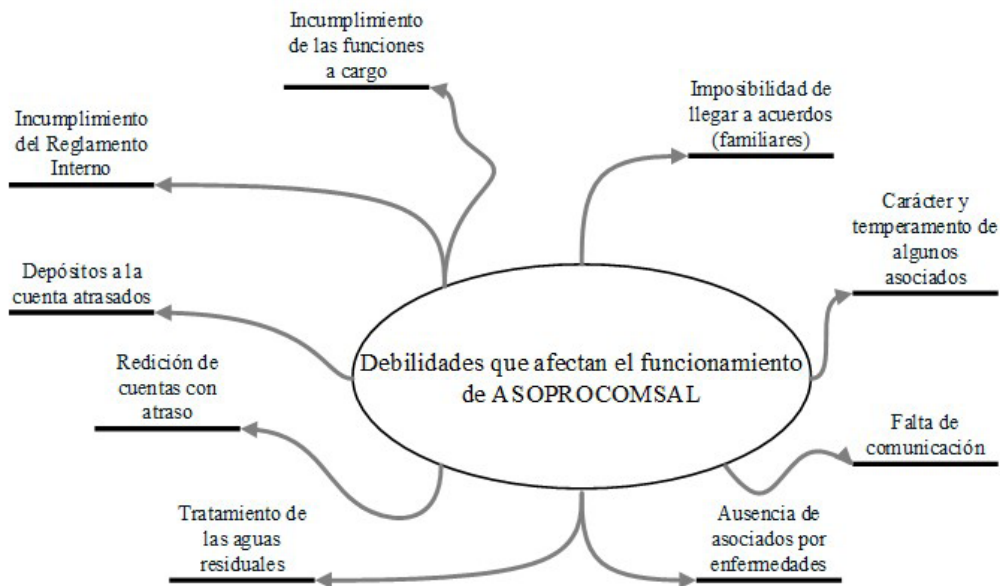 Incumplimiento
de las funciones
a cargo
Imposibilidad de
llegar a acuerdos
(familiares)
Incumplimiento
del Reglamento
Interno
Carácter y
temperamento de
algunos
asociados
Depósitos a la
cuenta atrasados
Debilidades que afectan el funcionamiento
de ASOPROCOMSAL
Redición de
cuentas con
atraso
Falta de
comunicación
Tratamiento de
las aguas
residuales
Ausencia de
asociados por
enfermedades